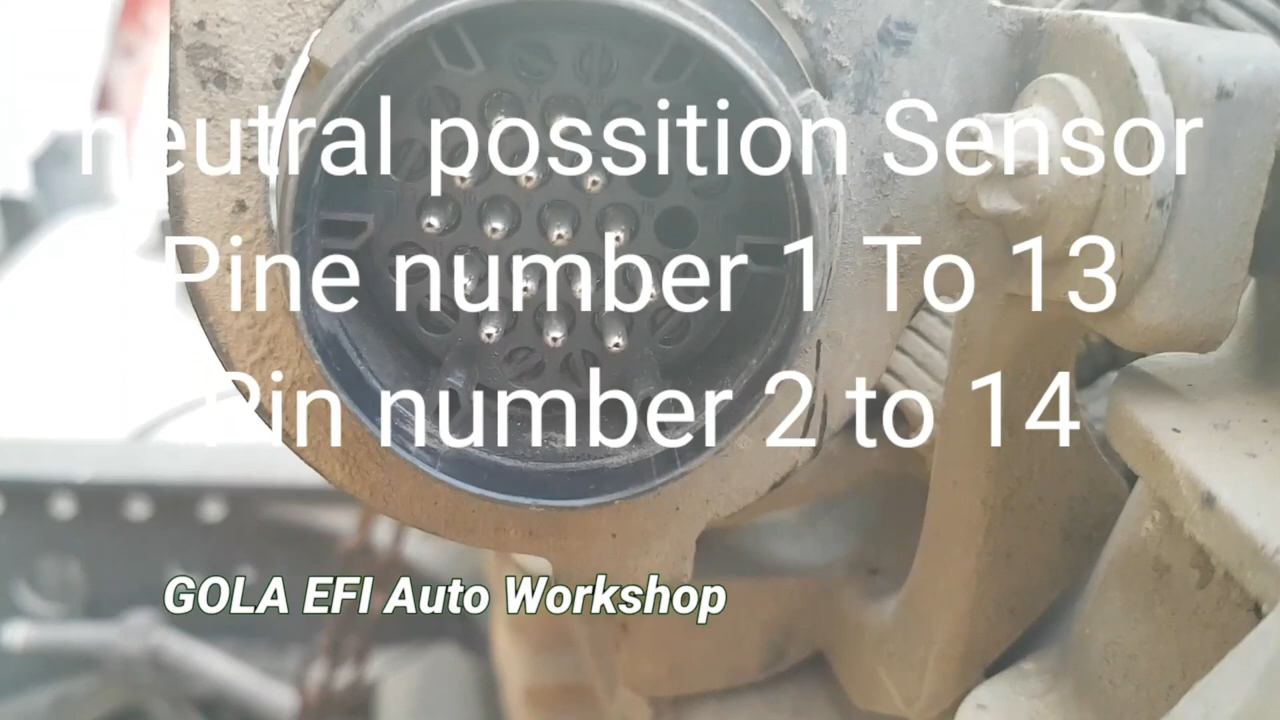 neutral possition Sensor
Pine number 1 To 13
Pin number 2 to 14
GOLA EFI Auto Workshop